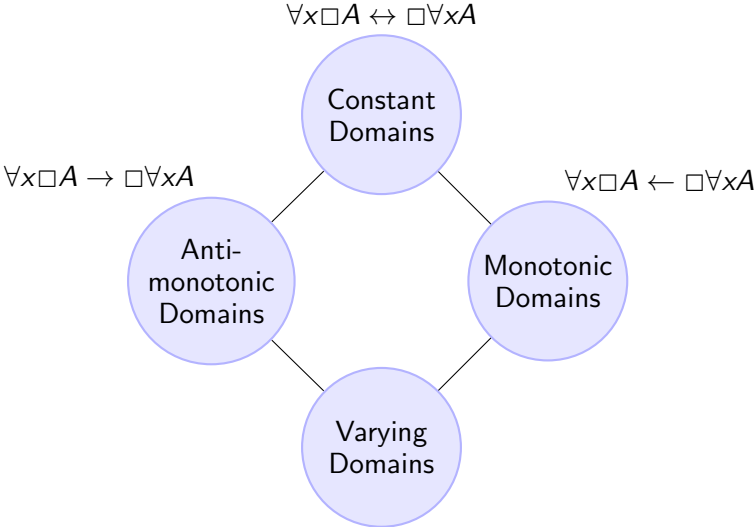 ∀x□A ↔ □∀xA
Constant
Domains
∀x□A → □∀xA
∀x□A ← □∀xA
Anti-
monotonic
Domains
Monotonic
Domains
Varying
Domains